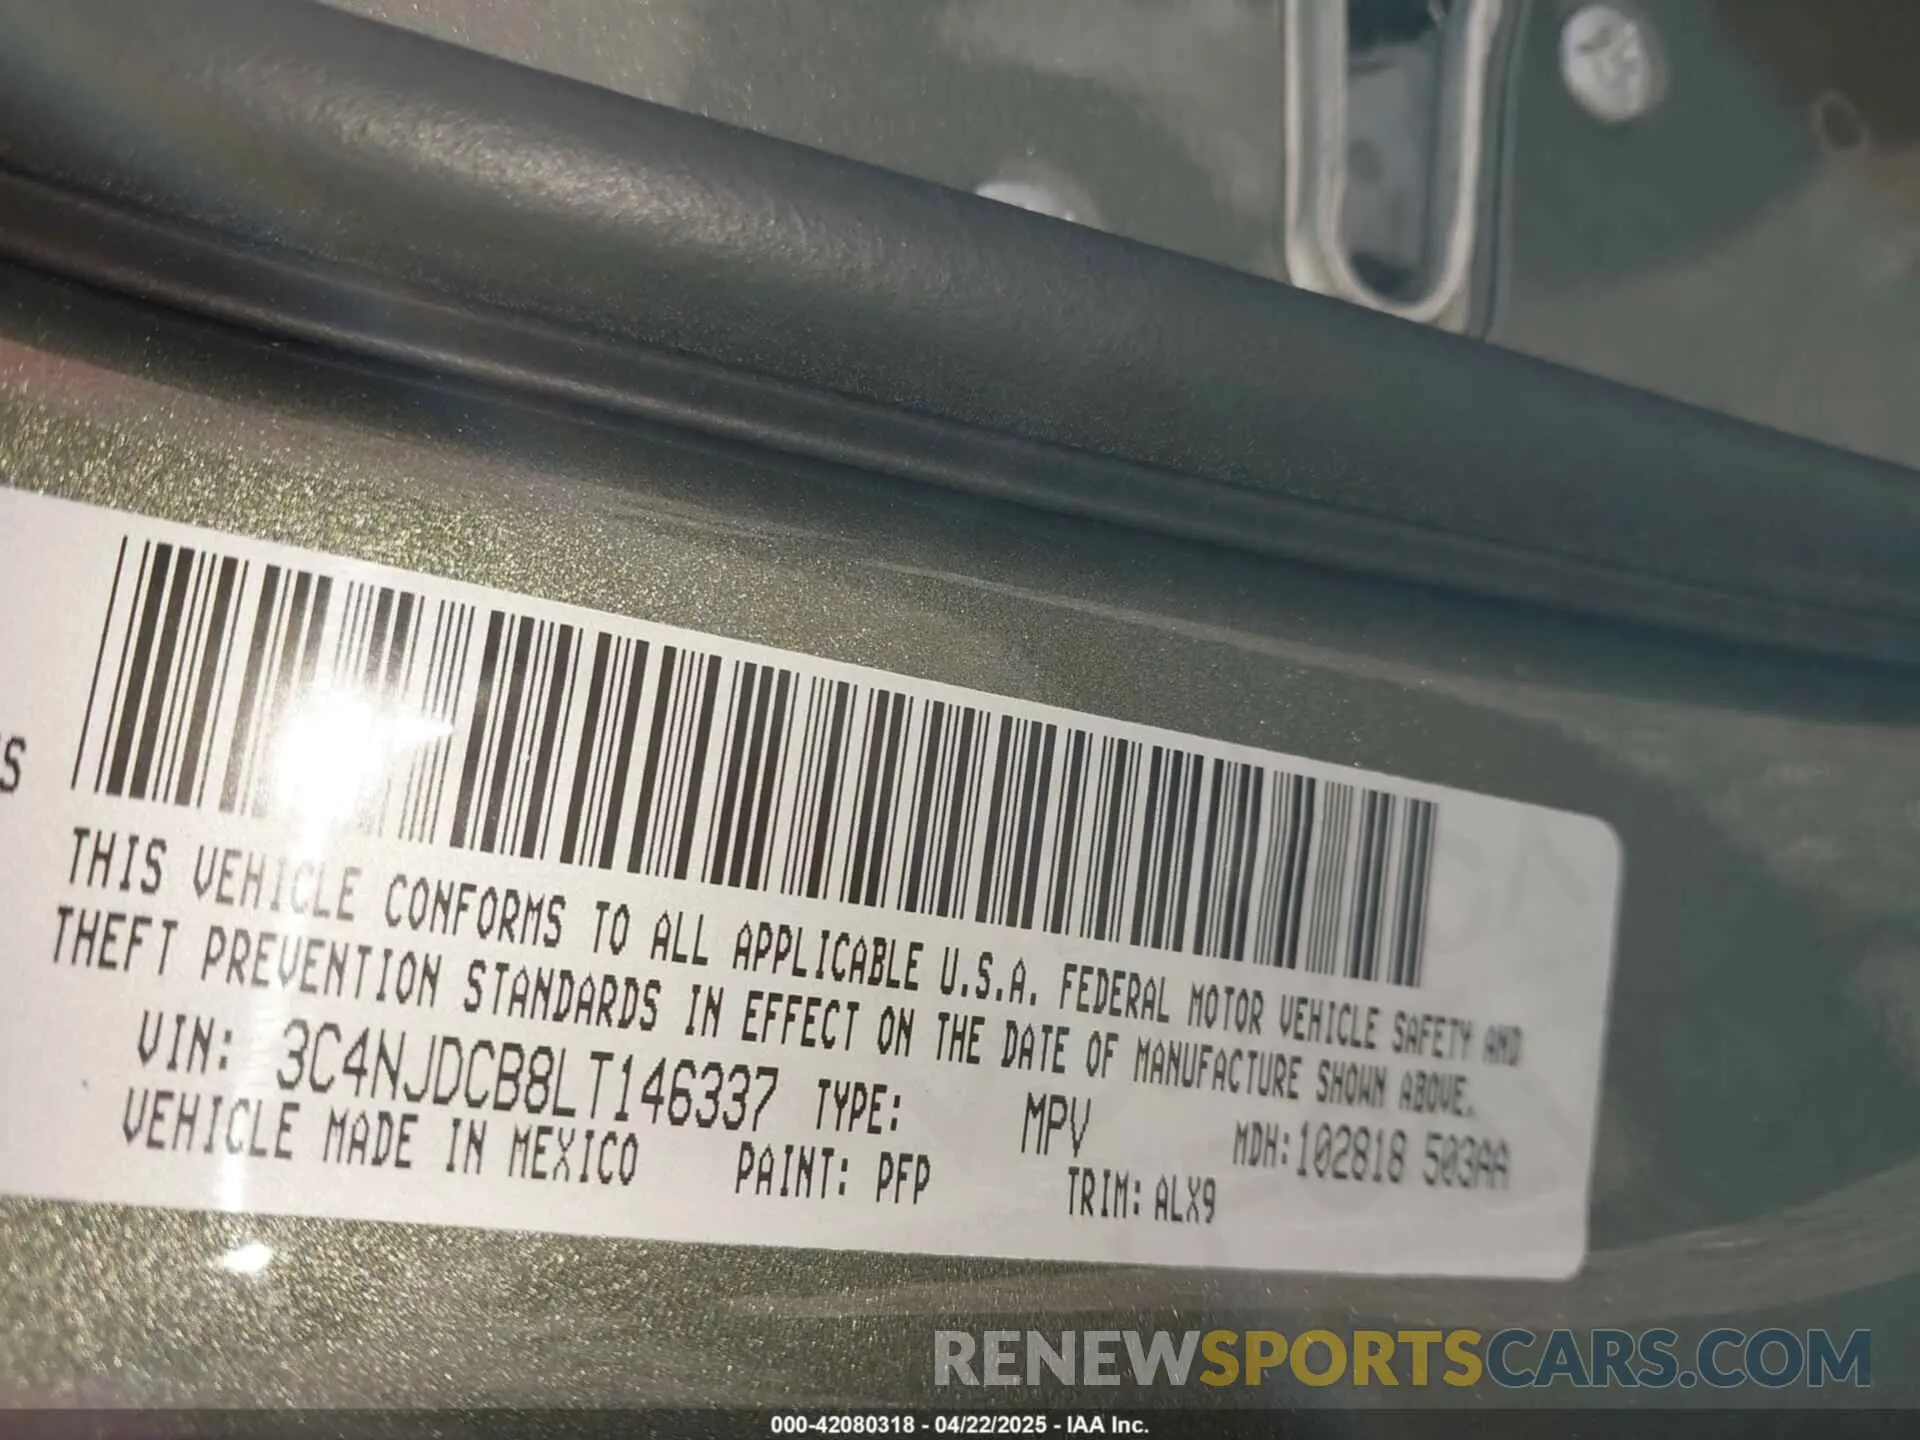 S
THIS VEHICLE CONFORMS TO ALL APPLICABLE U.S.A. FEDERAL MOTOR VEHICLE SAFETY AND
THEFT PREVENTION STANDARDS IN EFFECT ON THE DATE OF MANUFACTURE SHOWN ABOVE.
VIN: 3C4NJDCB8LT146337 TYPE: MPV MDH:102818 503AA
VEHICLE MADE IN MEXICO PAINT: PFP TRIM: ALX9
RENEWSPORTSCARS.COM
000-42080318 - 04/22/2025 - IAA Inc.